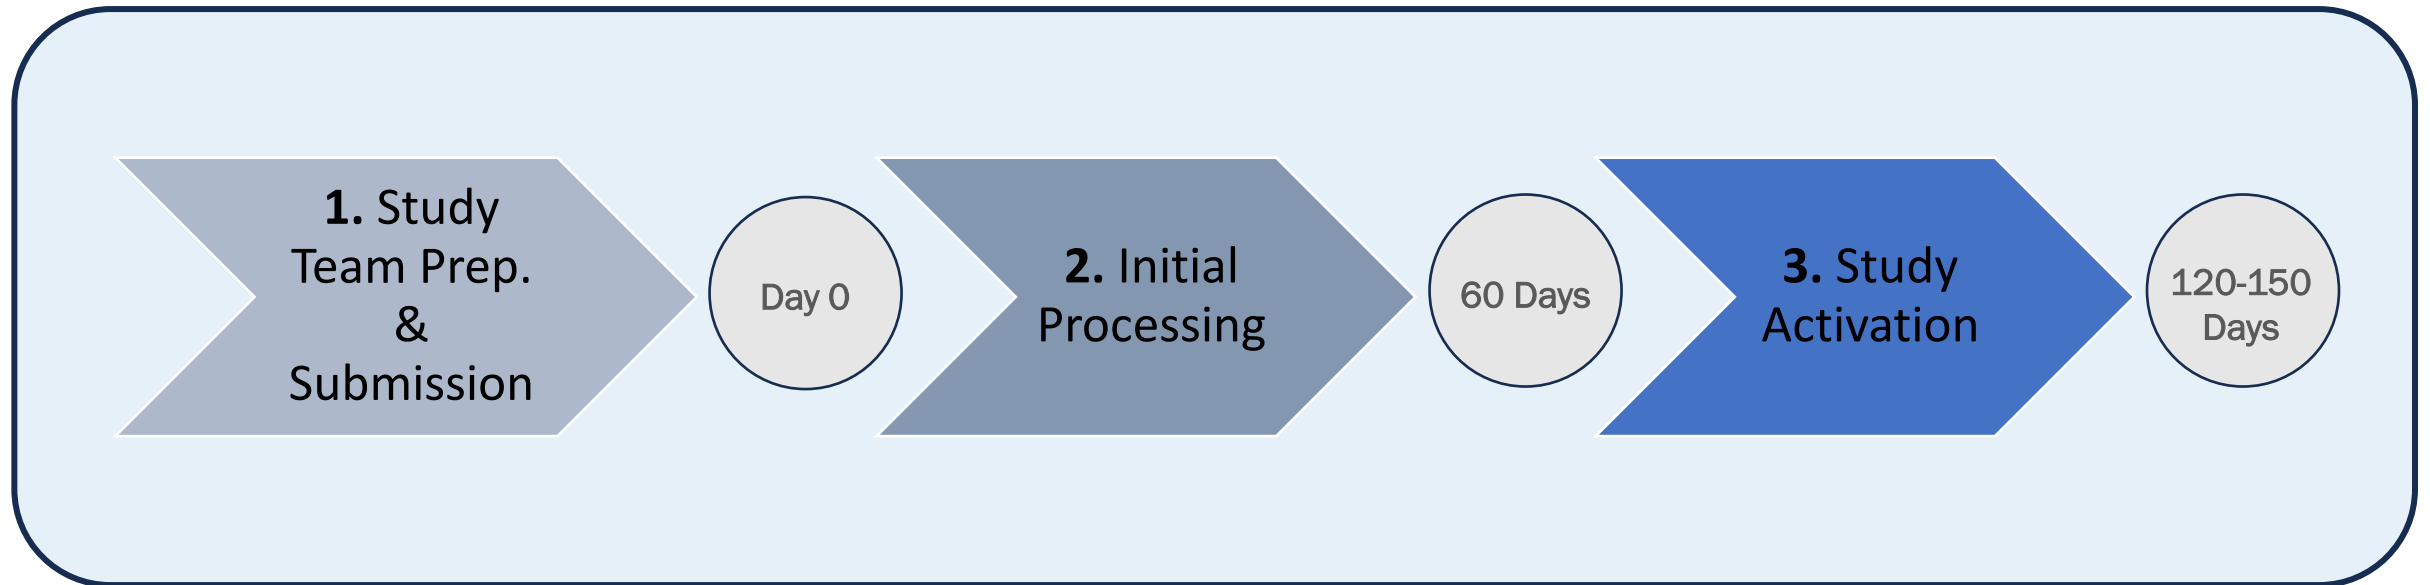 1. Study
Team Prep.
&
Submission
Day 0
2. Initial
Processing
60 Days
3. Study
Activation
120-150
Days